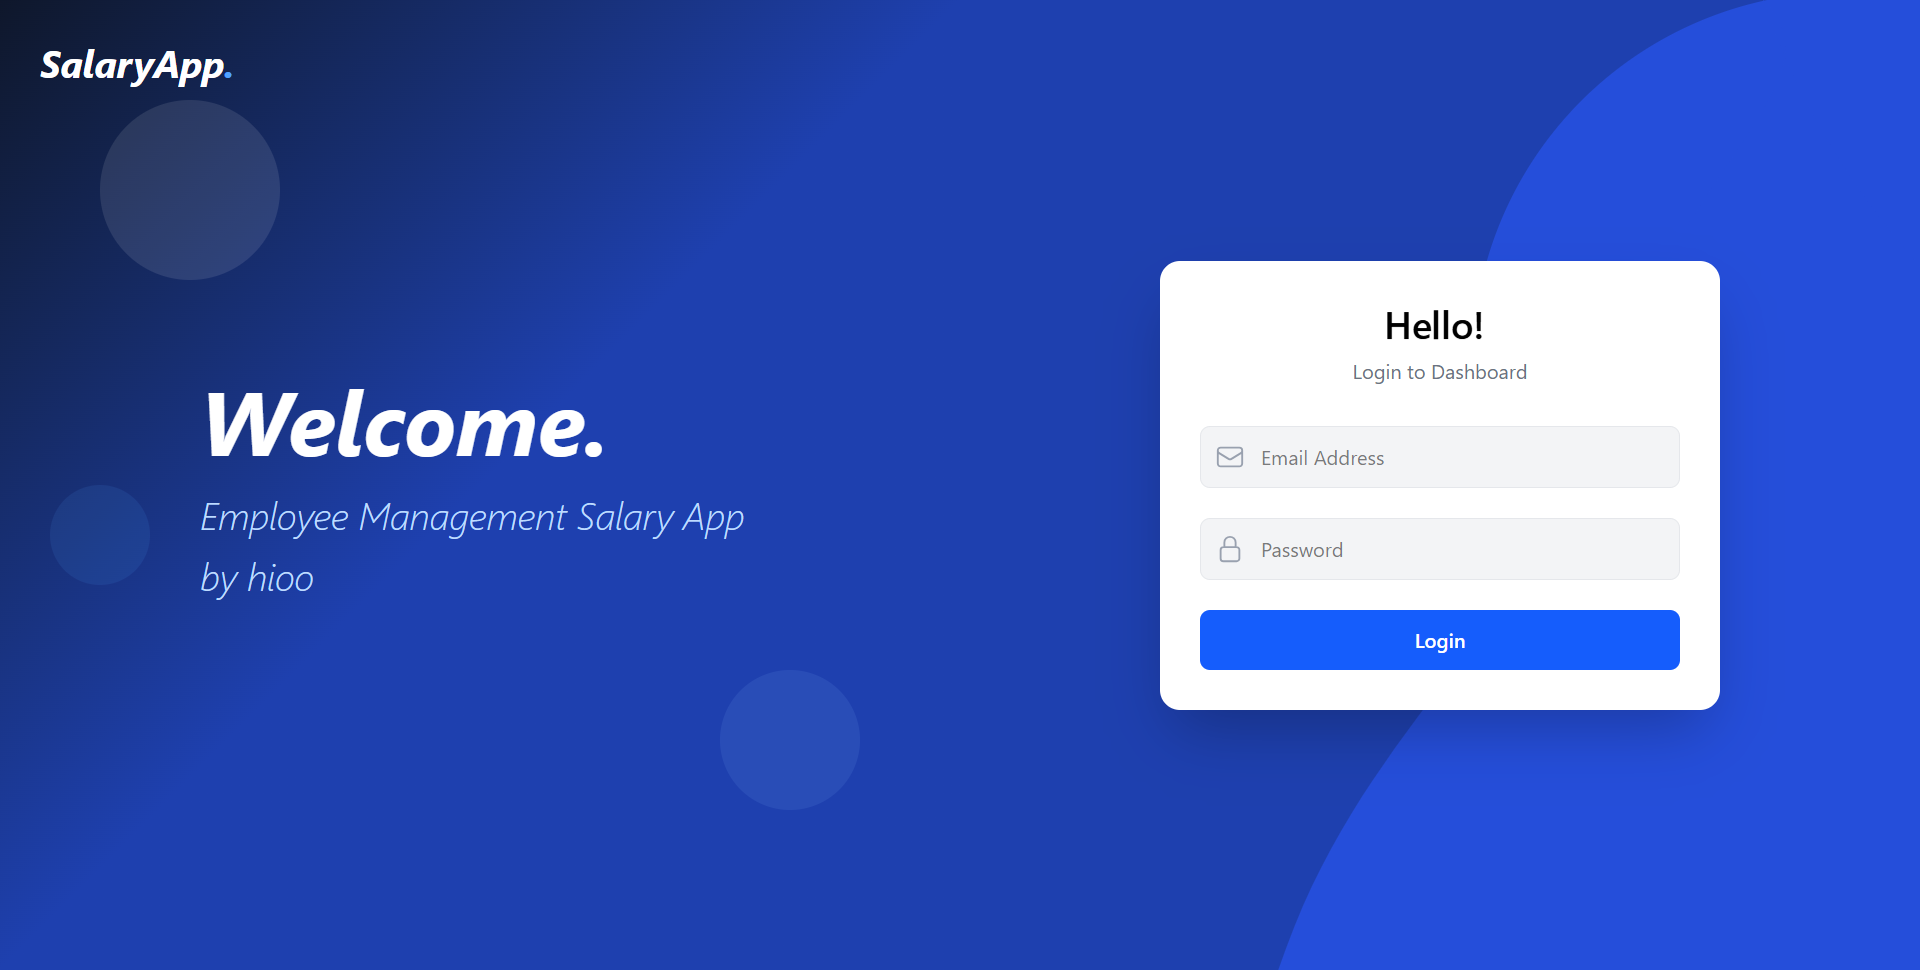 SalaryApp.
Welcome.
Employee Management Salary App
by hioo
Hello!
Login to Dashboard
Email Address
Password
Login